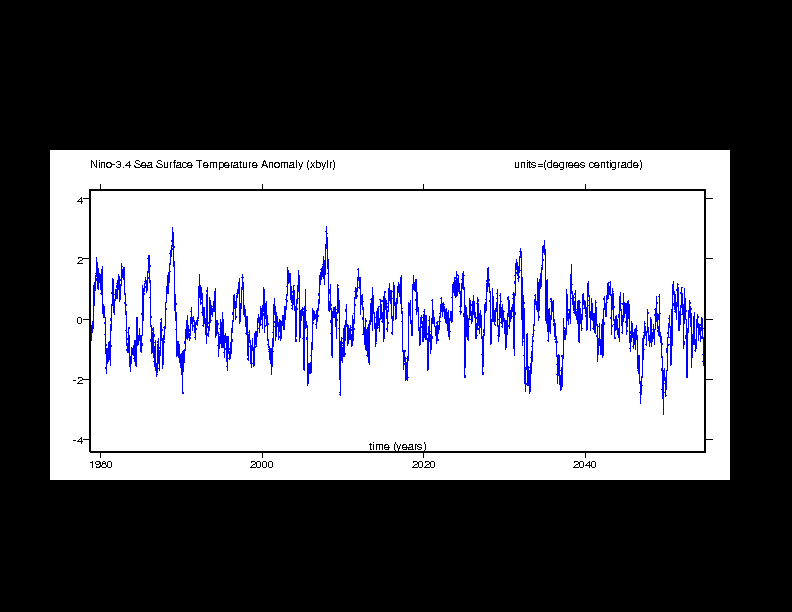 Nino-3.4 Sea Surface Temperature Anomaly (xbylr) units=(degrees centigrade)
4
2
0
-2
-4
time (years)
1980 2000 2020 2040